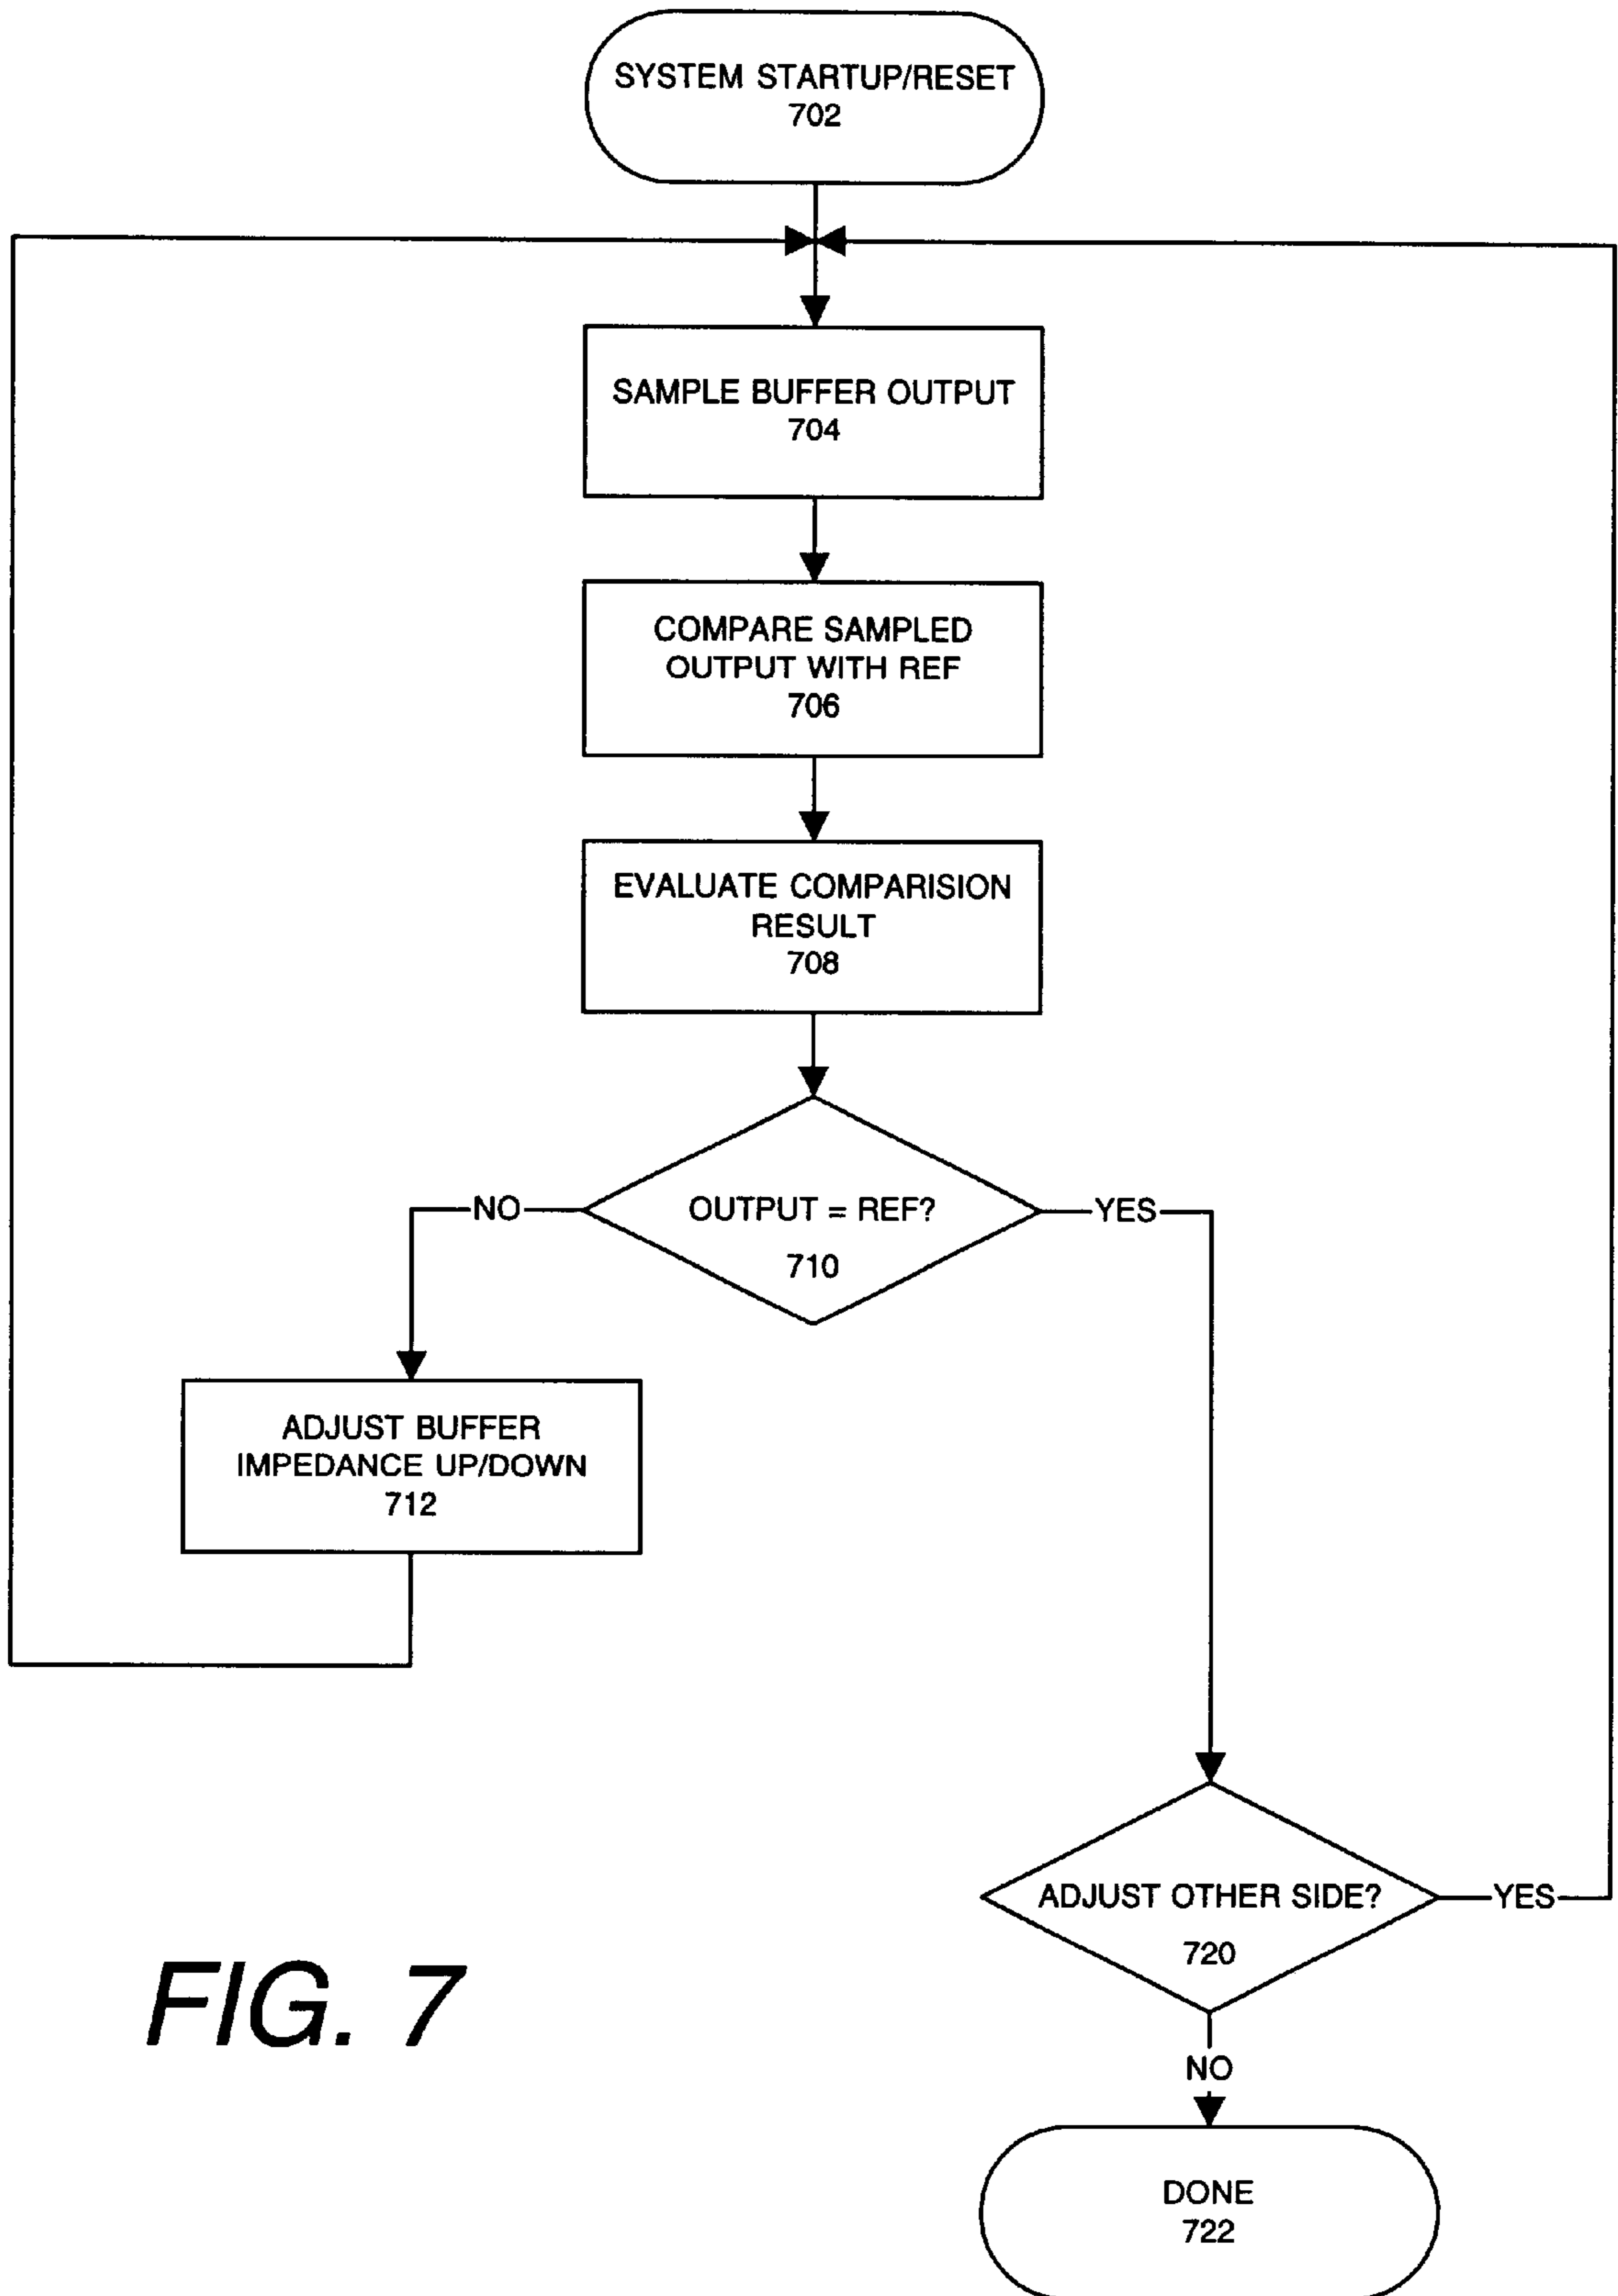 SYSTEM STARTUP/RESET
702
SAMPLE BUFFER OUTPUT
704
COMPARE SAMPLED
OUTPUT WITH REF
706
EVALUATE COMPARISION
RESULT
708
NO
OUTPUT = REF?
710
YES
ADJUST BUFFER
IMPEDANCE UP/DOWN
712
ADJUST OTHER SIDE?
720
YES
NO
DONE
722
FIG. 7